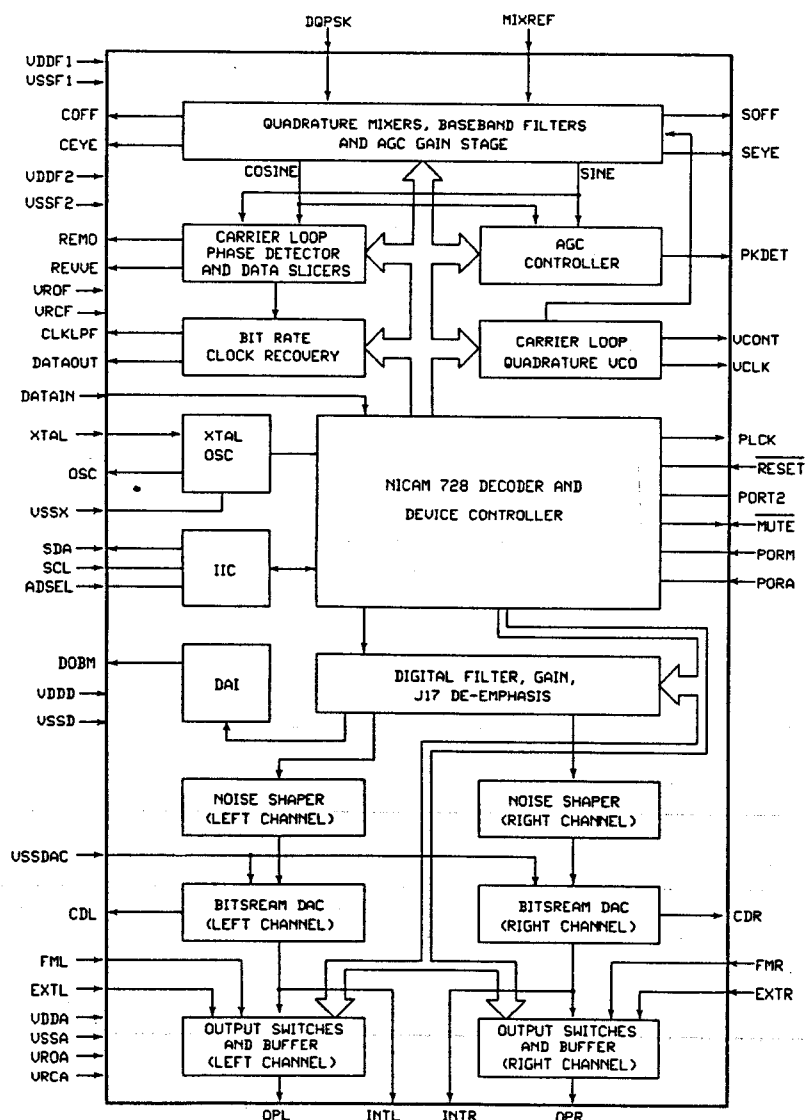 DQPSK
MIXREF
VDDF1
VSSF1
COFF
CEYE
VDDF2
VSSF2
REMO
REVVE
VROF
VRCF
CLKLPF
DATAOUT
DATAIN
XTAL
OSC
VSSX
SDA
SCL
ADSEL
DOBM
VDDD
VSSD
VSSDAC
CDL
FML
EXTL
VDDA
VSSA
VROA
VRCA
QUADRATURE MIXERS, BASEBAND FILTERS
AND AGC GAIN STAGE
COSINE
SINE
CARRIER LOOP
PHASE DETECTOR
AND DATA SLICERS
AGC
CONTROLLER
BIT RATE
CLOCK RECOVERY
CARRIER LOOP
QUADRATURE VCO
XTAL
OSC
NICAM 728 DECODER AND
DEVICE CONTROLLER
IIC
DAI
DIGITAL FILTER, GAIN,
J17 DE-EMPHASIS
NOISE SHAPER
(LEFT CHANNEL)
NOISE SHAPER
(RIGHT CHANNEL)
BITSREAM DAC
(LEFT CHANNEL)
BITSREAM DAC
(RIGHT CHANNEL)
OUTPUT SWITCHES
AND BUFFER
(LEFT CHANNEL)
OUTPUT SWITCHES
AND BUFFER
(RIGHT CHANNEL)
SOFF
SEYE
PKDET
VCONT
VCLK
PLCK
RESET
PORT2
MUTE
PORM
PORA
CDR
FMR
EXTR
OPL
INTL
INTR
OPR